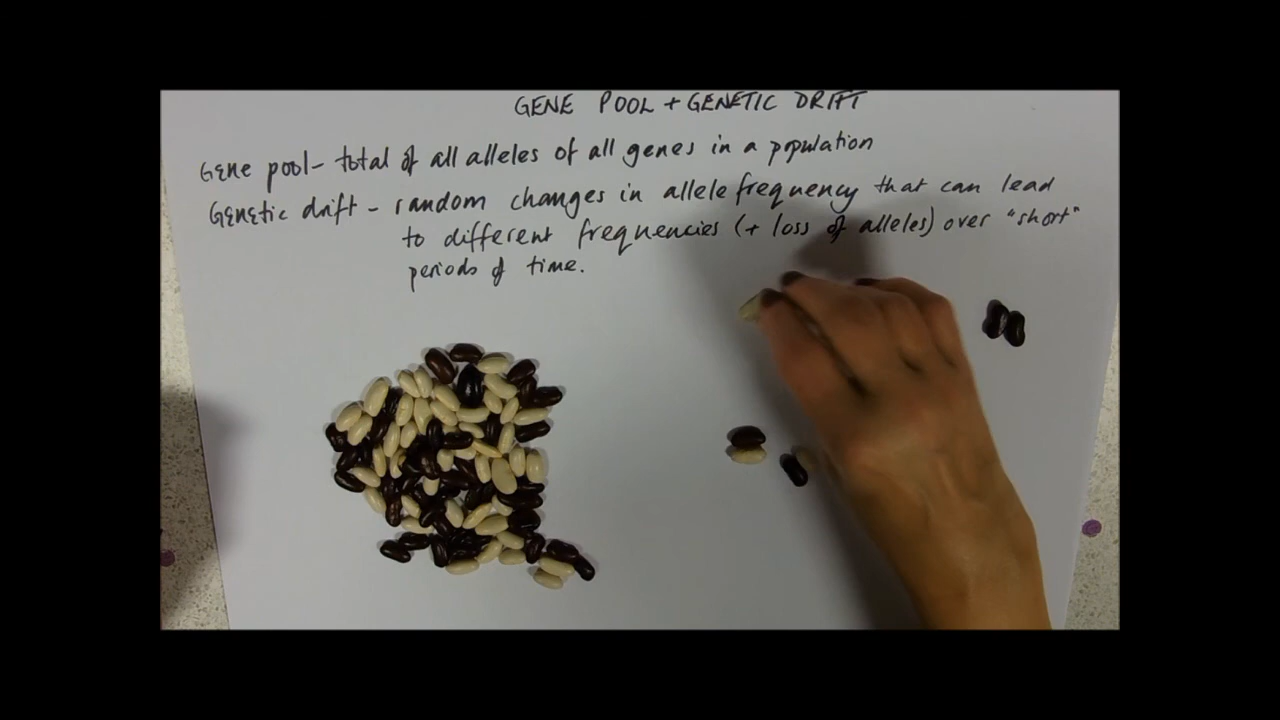 GENE POOL + GENETIC DRIFT
Gene pool - total of all alleles of all genes in a population
Genetic drift - random changes in allele frequency that can lead
to different frequencies (+ loss of alleles) over "short"
periods of time.